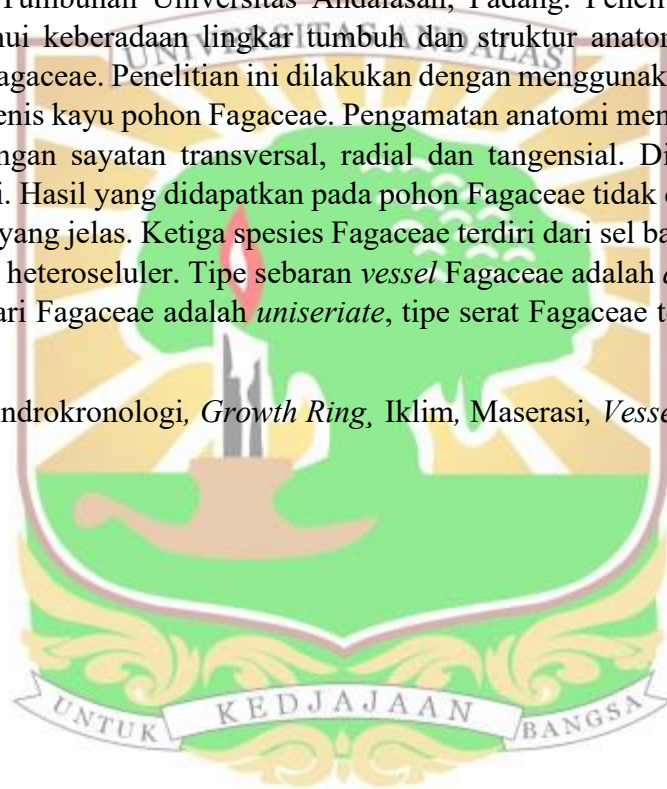 Tumbuhan Universitas Andalasan, Padang. Penelit
ui keberadaan lingkar tumbuh dan struktur anatom
agaceae. Penelitian ini dilakukan dengan menggunak
enis kayu pohon Fagaceae. Pengamatan anatomi men
ngan sayatan transversal, radial dan tangensial. Di
i. Hasil yang didapatkan pada pohon Fagaceae tidak
yang jelas. Ketiga spesies Fagaceae terdiri dari sel ba
heteroseluler. Tipe sebaran vessel Fagaceae adalah
ari Fagaceae adalah uniseriate, tipe serat Fagaceae t
ndrokronologi, Growth Ring, Iklim, Maserasi, Vesse
UNIVERSITAS ANDALAS
UNTUK KEDJAJAAN BANGSA